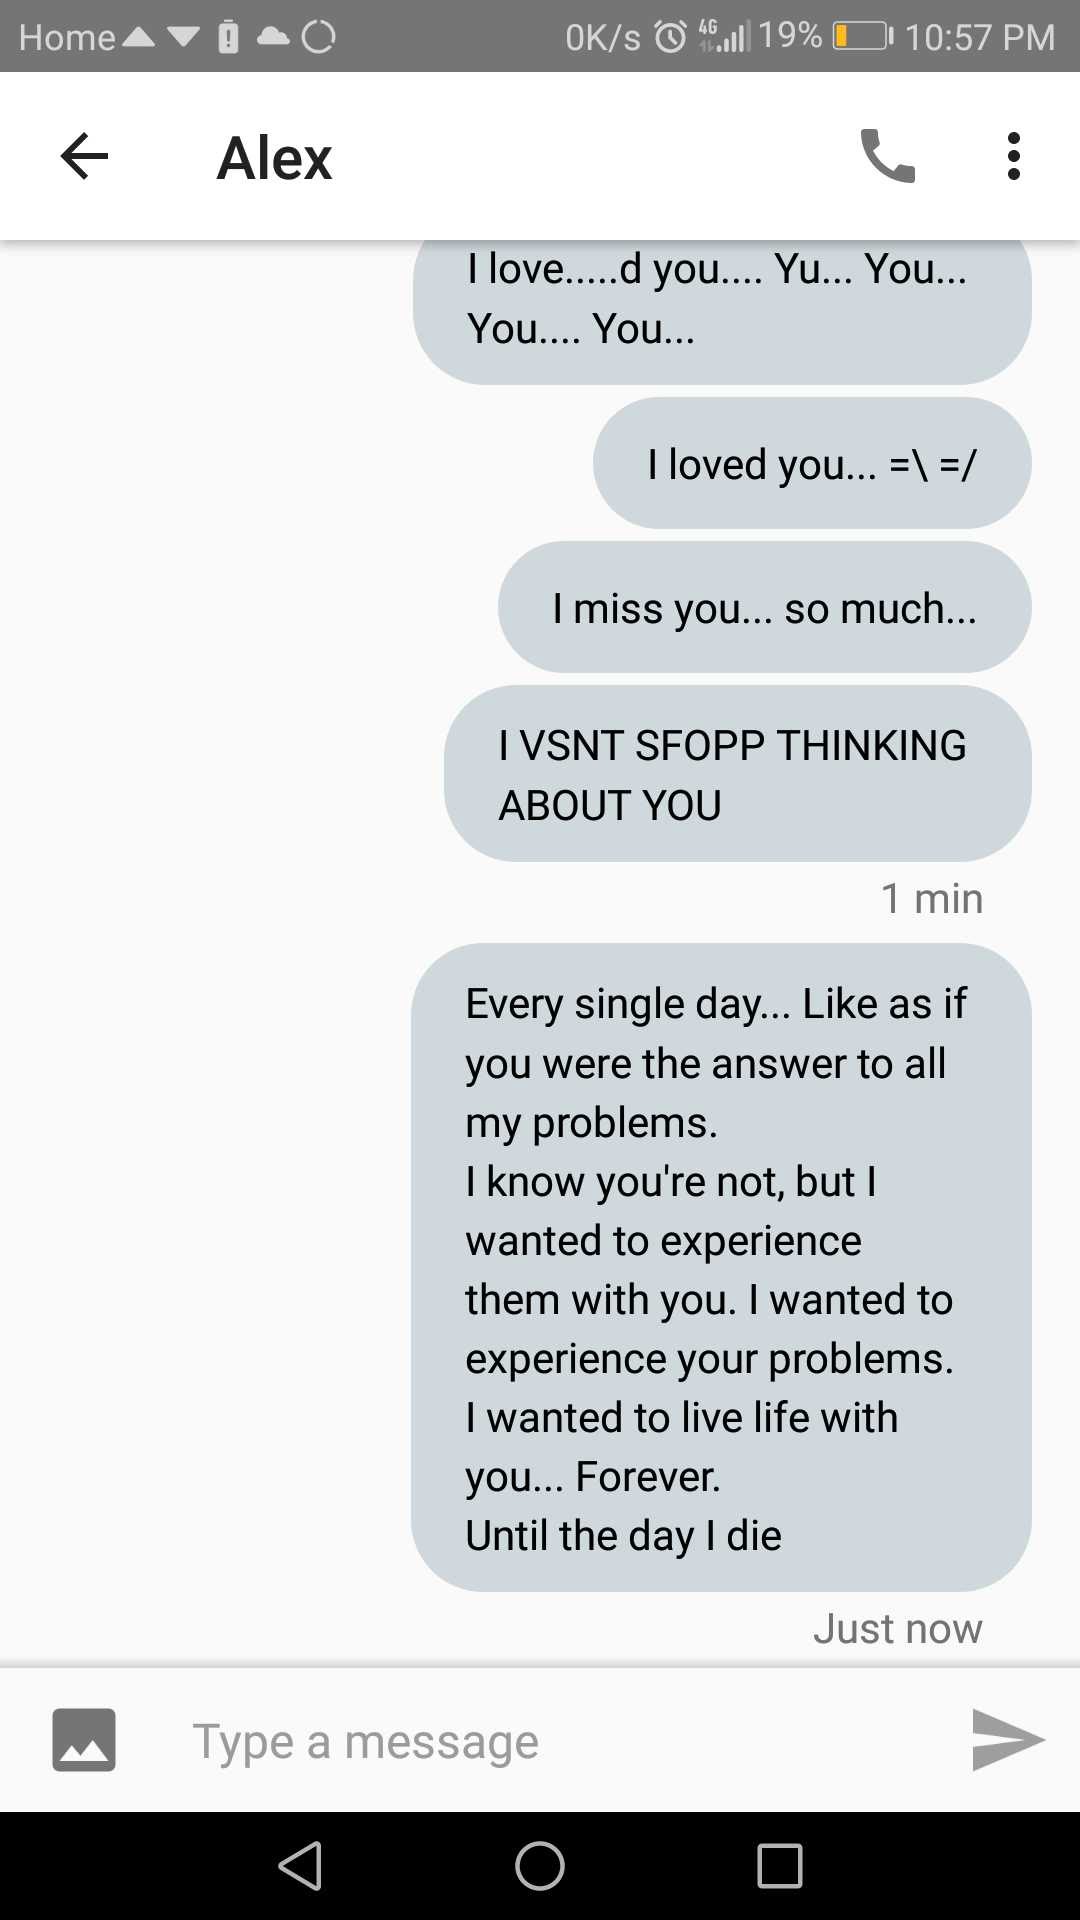 Home 0K/s 4G 19% 10:57 PM
Alex
I love.....d you.... Yu... You...
You.... You...
I loved you... =\ =/
I miss you... so much...
I VSNT SFOPP THINKING
ABOUT YOU
1 min
Every single day... Like as if
you were the answer to all
my problems.
I know you're not, but I
wanted to experience
them with you. I wanted to
experience your problems.
I wanted to live life with
you... Forever.
Until the day I die
Just now
Type a message